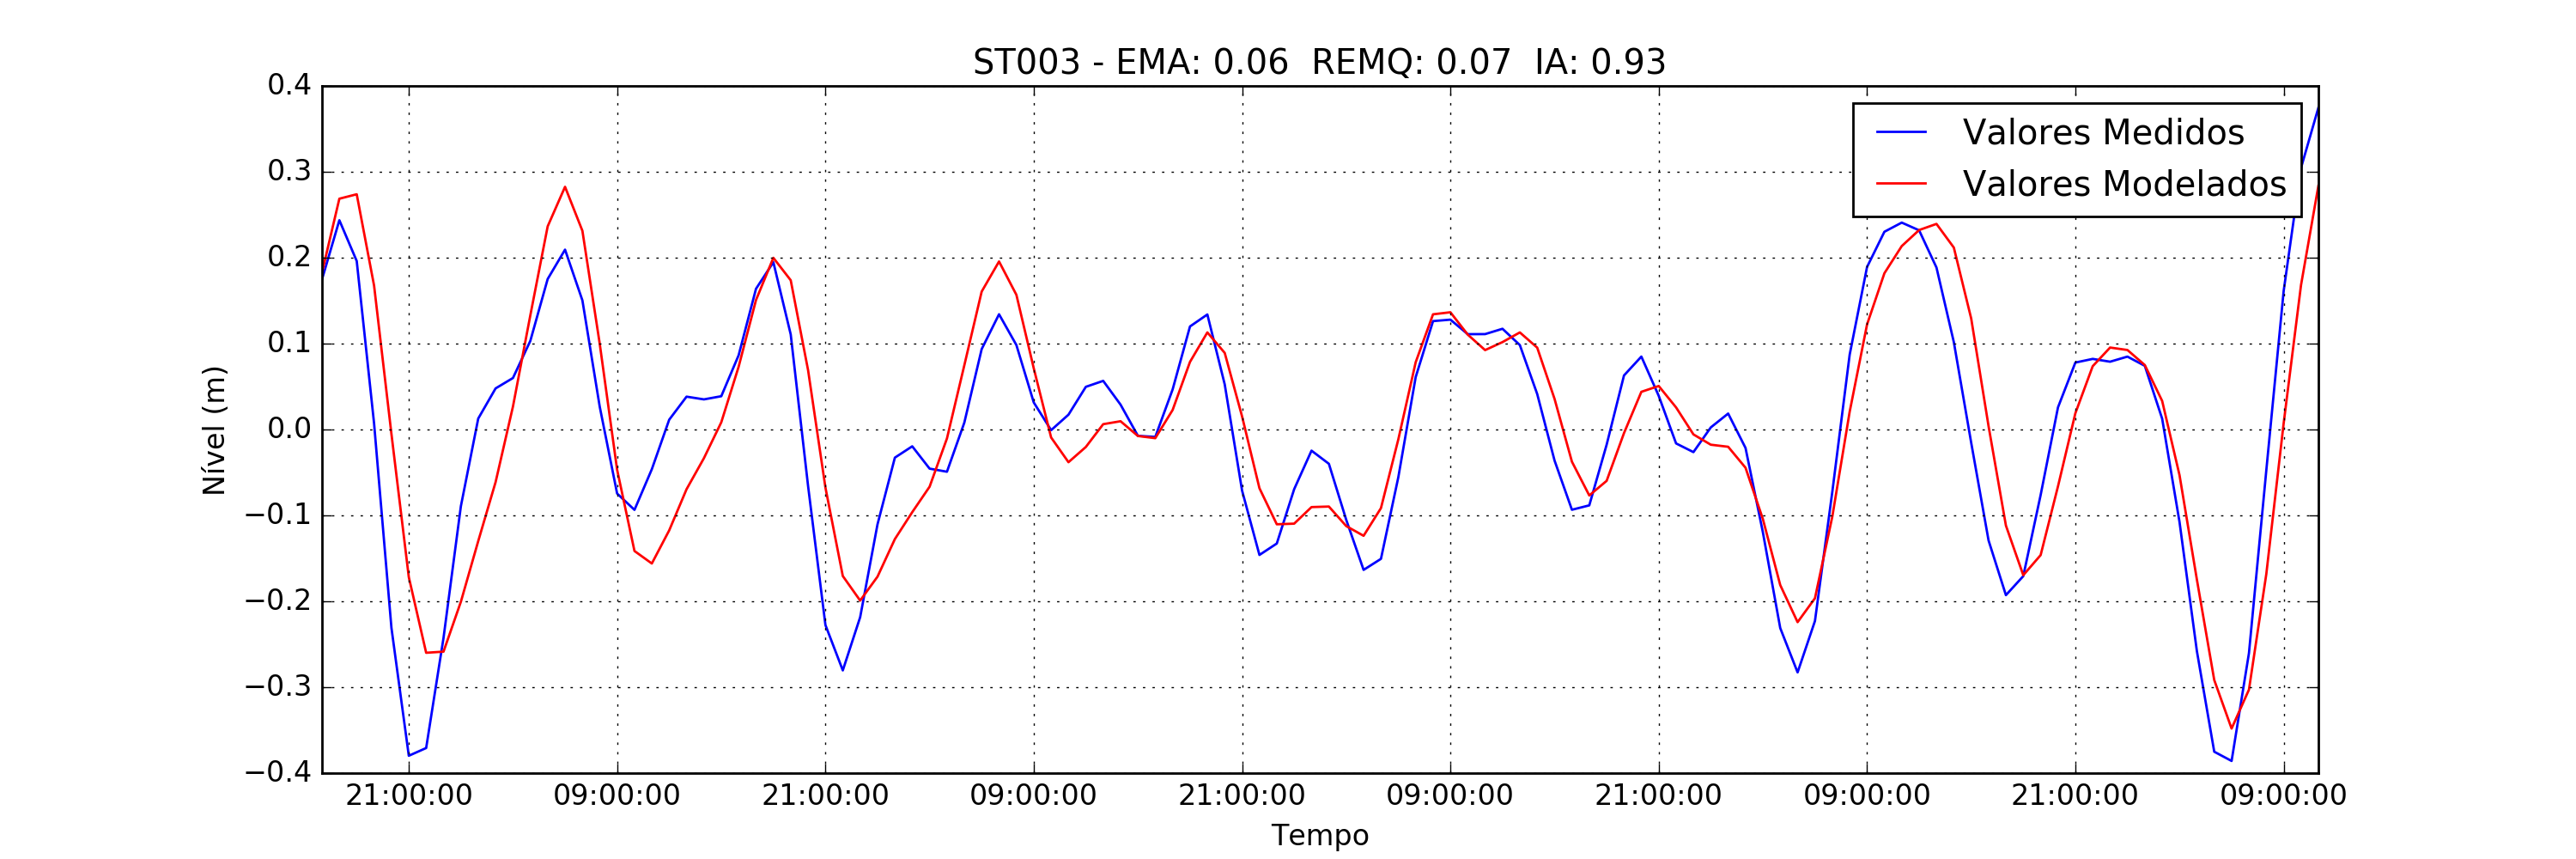 ST003 - EMA: 0.06  REMQ: 0.07  IA: 0.93
0.4
0.3
0.2
0.1
0.0
−0.1
−0.2
−0.3
−0.4
Nível (m)
Valores Medidos
Valores Modelados
21:00:00 09:00:00 21:00:00 09:00:00 21:00:00 09:00:00 21:00:00 09:00:00 21:00:00 09:00:00
Tempo